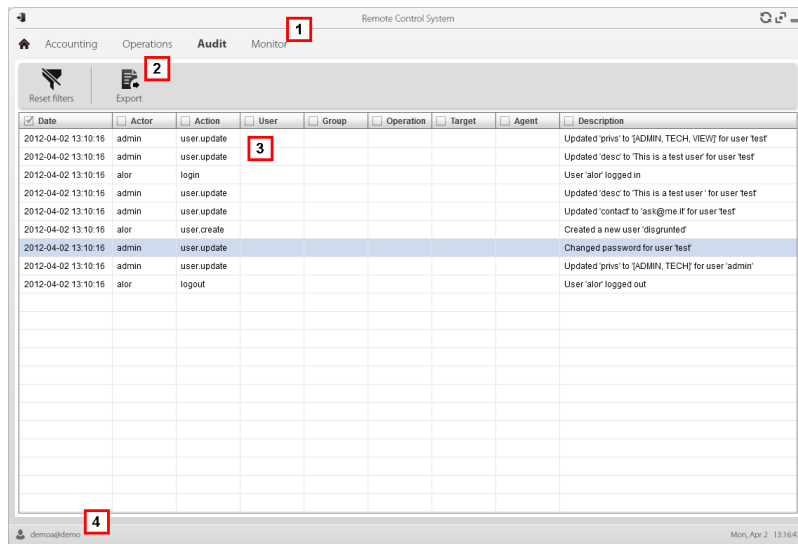 Remote Control System
1
Accounting Operations Audit Monitor
2
Reset filters Export
Date Actor Action User Group Operation Target Agent Description
2012-04-02 13:10:16 admin user.update Updated 'privs' to '[ADMIN, TECH, VIEW]' for user 'test'
3
2012-04-02 13:10:16 admin user.update Updated 'desc' to 'This is a test user' for user 'test'
2012-04-02 13:10:16 alor login User 'alor' logged in
2012-04-02 13:10:16 admin user.update Updated 'desc' to 'This is a test user ' for user 'test'
2012-04-02 13:10:16 admin user.update Updated 'contact' to 'ask@me.it' for user 'test'
2012-04-02 13:10:16 alor user.create Created a new user 'disgrunted'
2012-04-02 13:10:16 admin user.update Changed password for user 'test'
2012-04-02 13:10:16 admin user.update Updated 'privs' to '[ADMIN, TECH]' for user 'admin'
2012-04-02 13:10:16 alor logout User 'alor' logged out
4
demoa@demo Mon, Apr 2 13:16:4